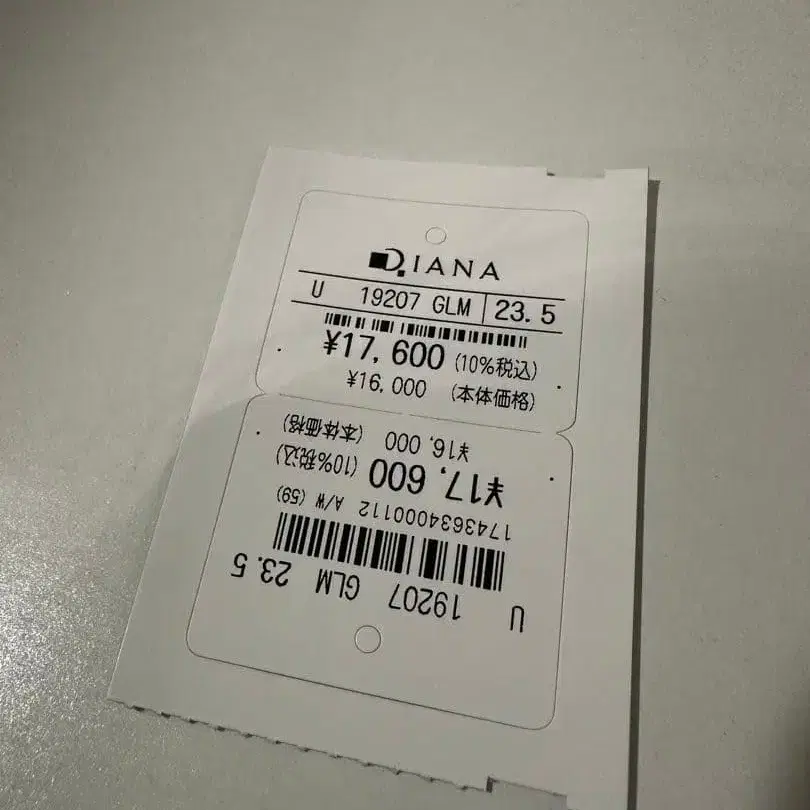 DIANA
U 19207 GLM 23.5
¥17,600 (10%税込)
¥16,000 (本体価格)
U 19207 GLM 23.5
1743634000112 A/W (59)
¥17,600 (10%税込)
¥16,000 (本体価格)